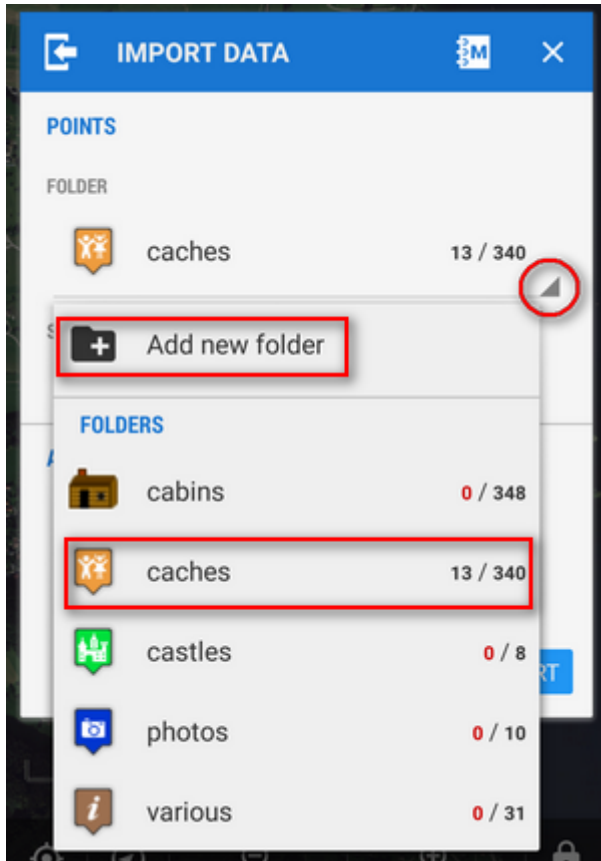 IMPORT DATA
POINTS
FOLDER
caches 13 / 340
Add new folder
FOLDERS
cabins 0 / 348
caches 13 / 340
castles 0 / 8
photos 0 / 10
various 0 / 31